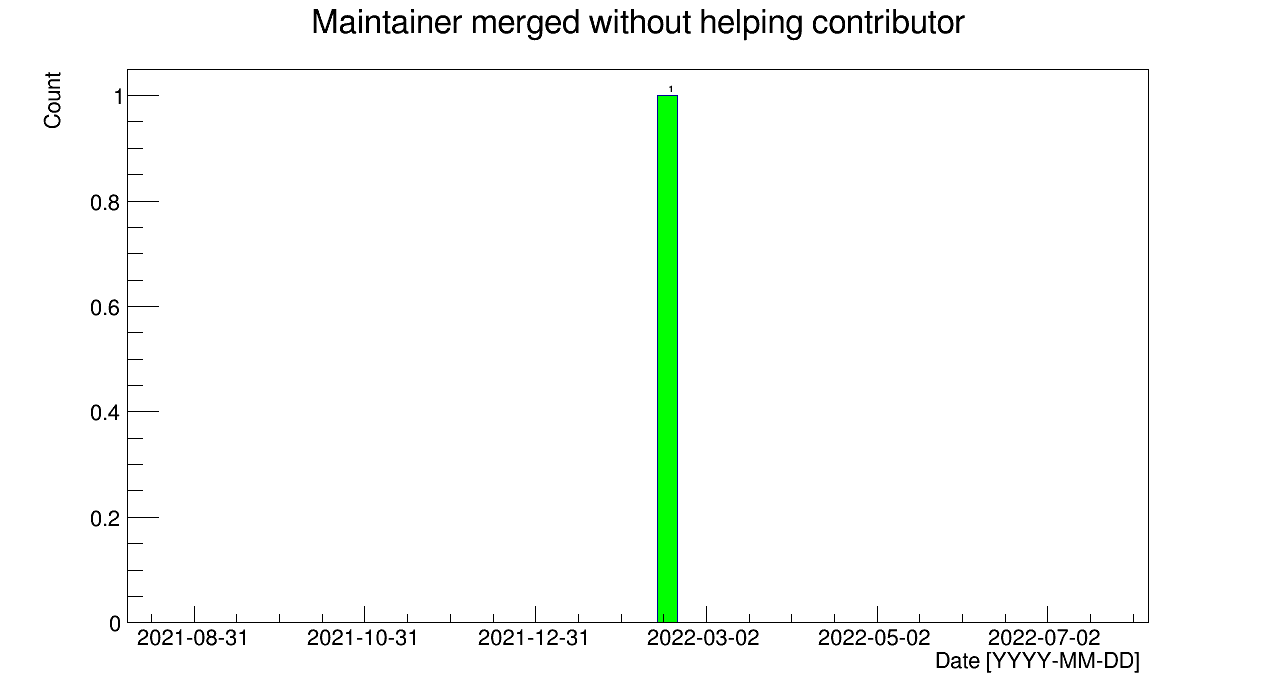 Maintainer merged without helping contributor
Count
1
1
0.8
0.6
0.4
0.2
0
2021-08-31 2021-10-31 2021-12-31 2022-03-02 2022-05-02 2022-07-02
Date [YYYY-MM-DD]